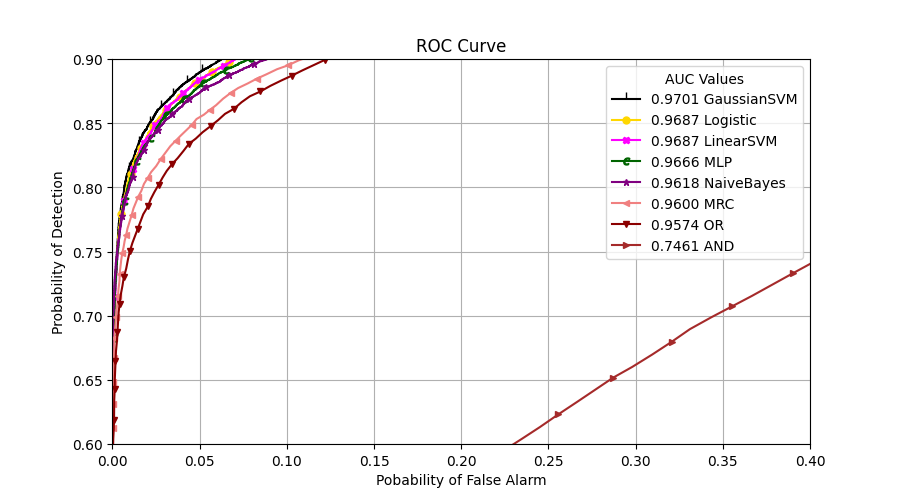 ROC Curve
Probability of Detection
0.90
0.85
0.80
0.75
0.70
0.65
0.60
AUC Values
0.9701 GaussianSVM
0.9687 Logistic
0.9687 LinearSVM
0.9666 MLP
0.9618 NaiveBayes
0.9600 MRC
0.9574 OR
0.7461 AND
0.00 0.05 0.10 0.15 0.20 0.25 0.30 0.35 0.40
Pobability of False Alarm